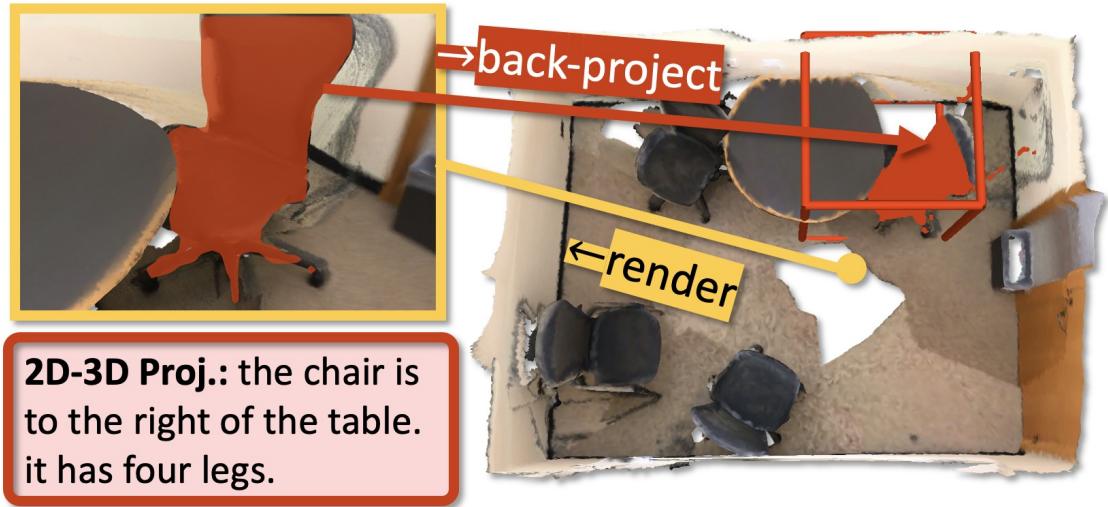 →back-project
←render
2D-3D Proj.: the chair is
to the right of the table.
it has four legs.